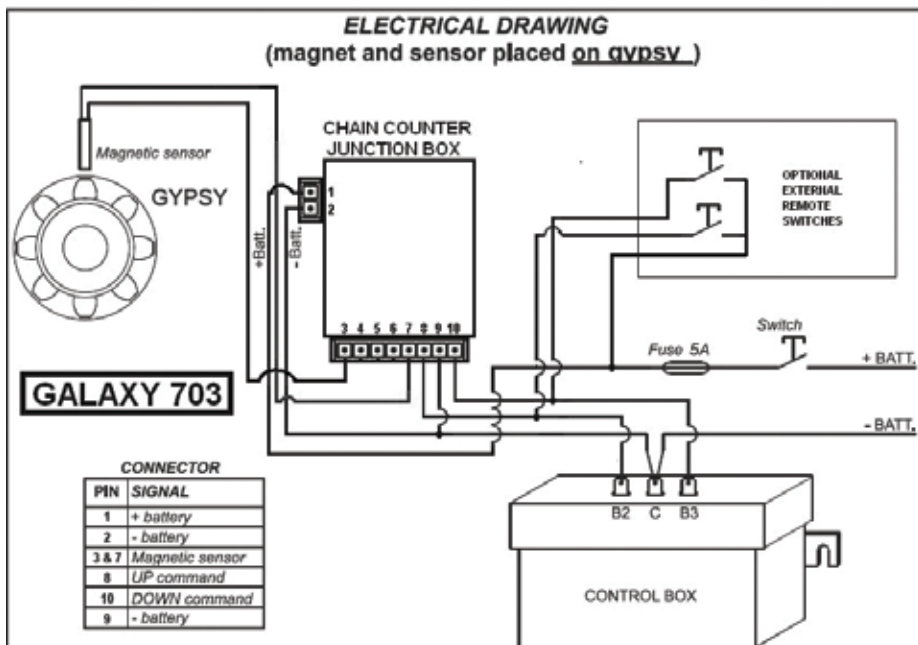 ELECTRICAL DRAWING
(magnet and sensor placed on gypsy )
Magnetic sensor
GYPSY
CHAIN COUNTER
JUNCTION BOX
1
2
+Batt.
- Batt.
3 4 5 6 7 8 9 10
OPTIONAL
EXTERNAL
REMOTE
SWITCHES
Fuse 5A
Switch
+ BATT.
- BATT.
GALAXY 703
CONNECTOR
PIN SIGNAL
1 + battery
2 - battery
3 & 7 Magnetic sensor
8 UP command
10 DOWN command
9 - battery
B2 C B3
CONTROL BOX